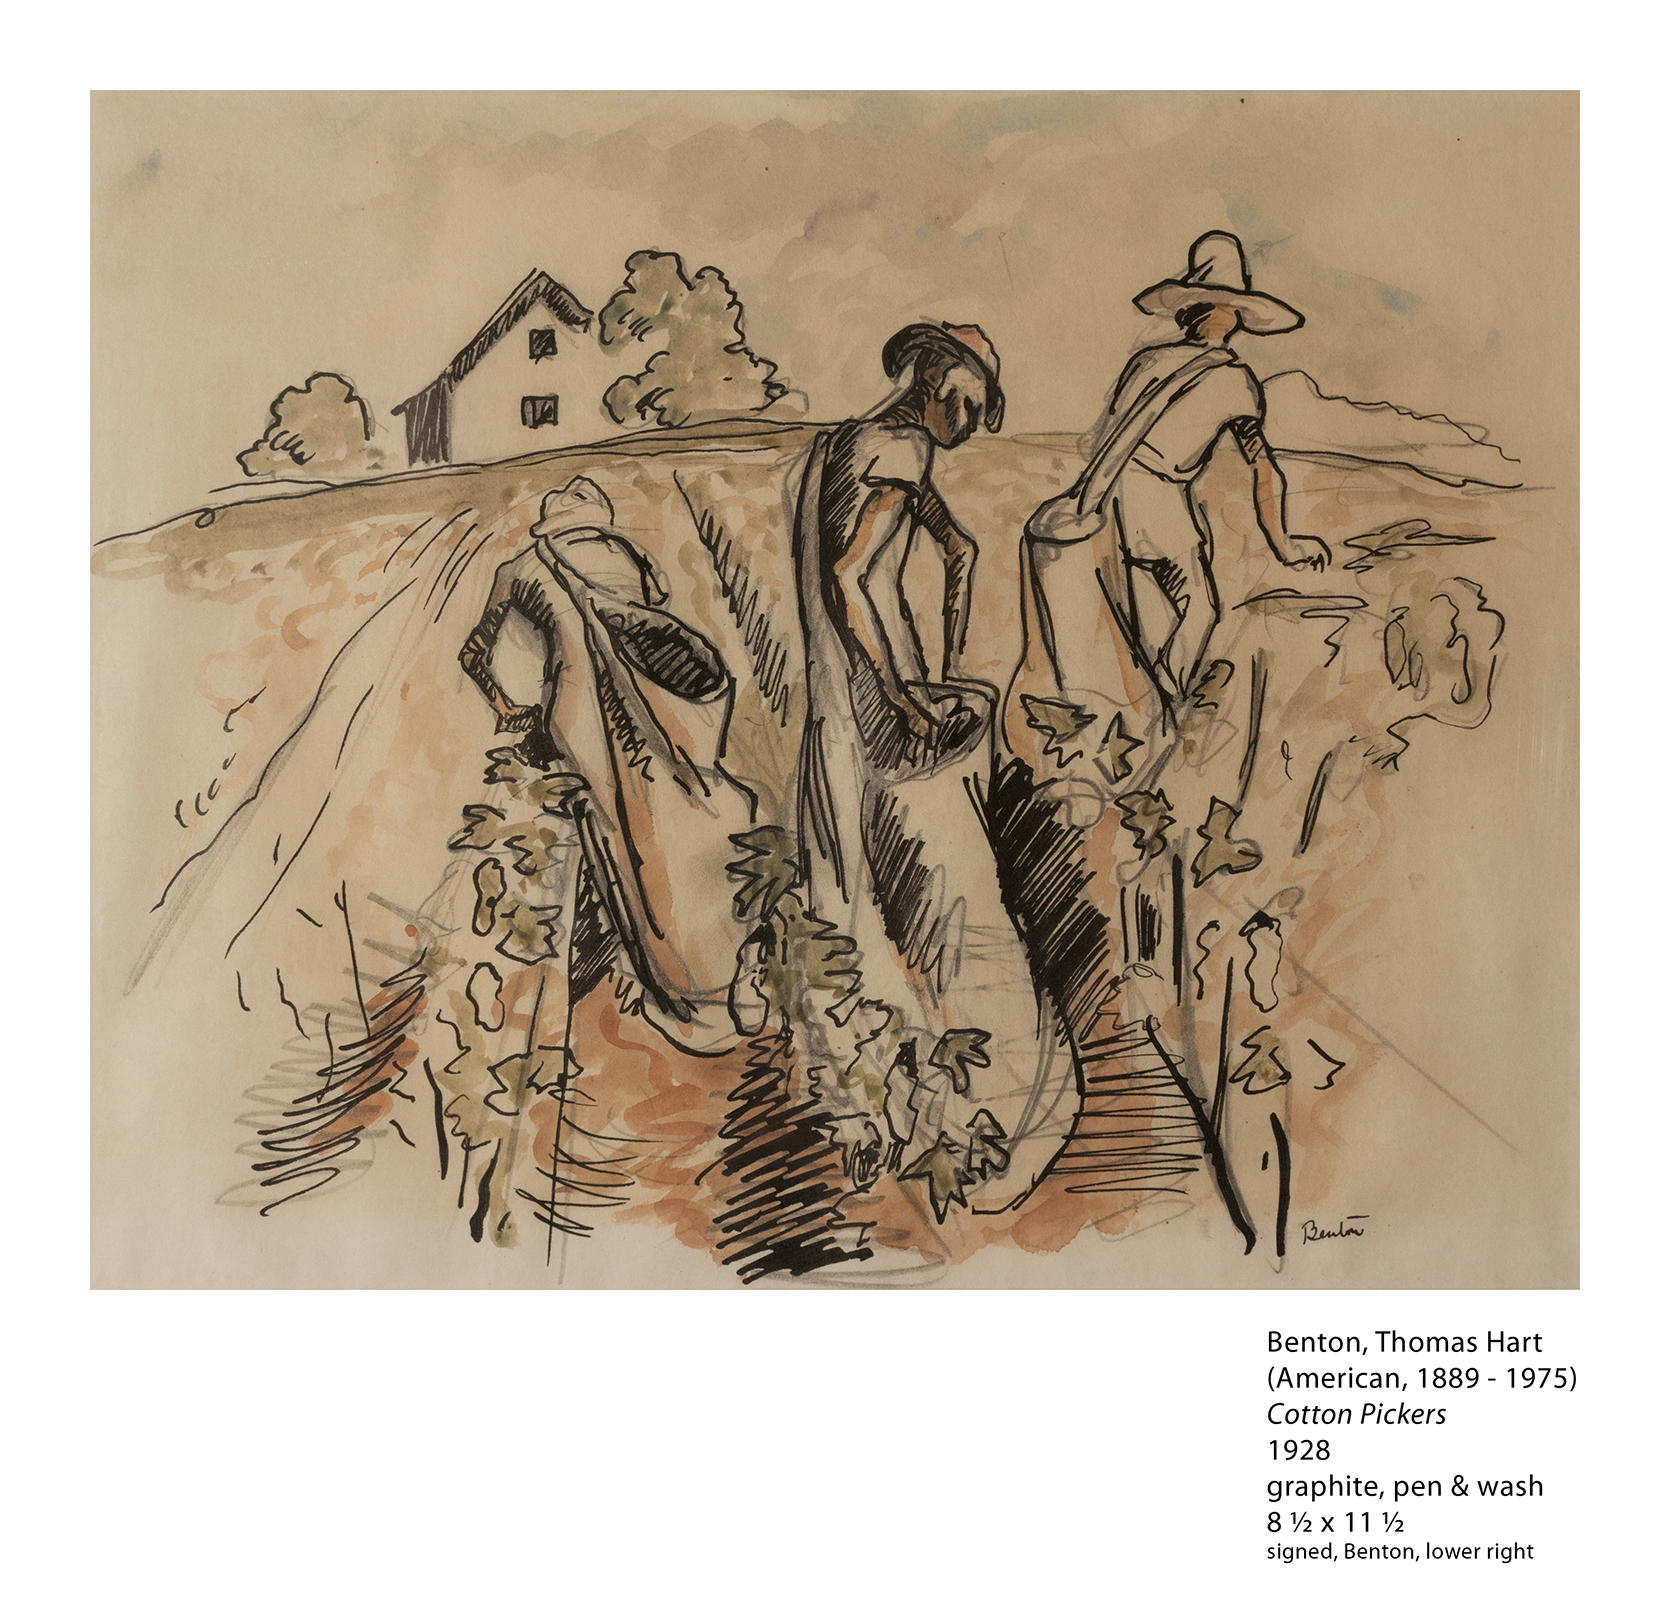 Benton
Benton, Thomas Hart
(American, 1889 - 1975)
Cotton Pickers
1928
graphite, pen & wash
8 ½ x 11 ½
signed, Benton, lower right